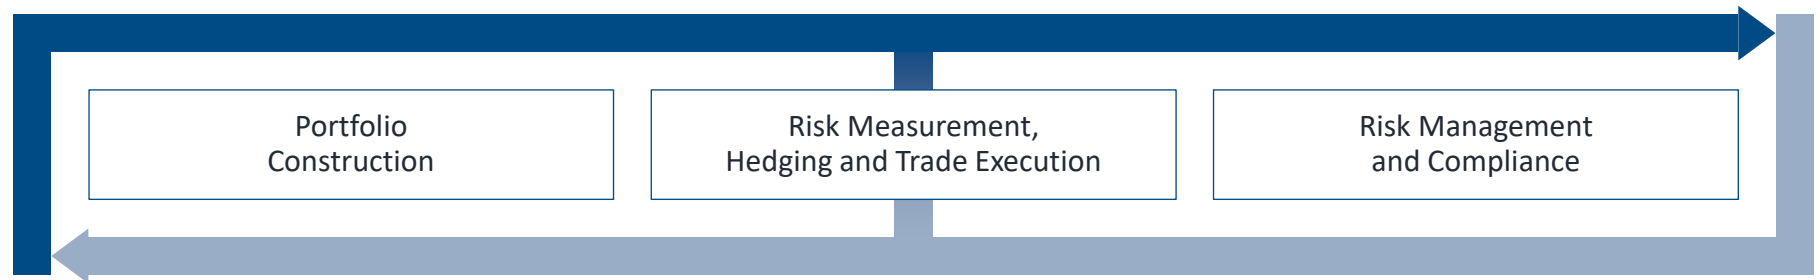 Portfolio
Construction
Risk Measurement,
Hedging and Trade Execution
Risk Management
and Compliance